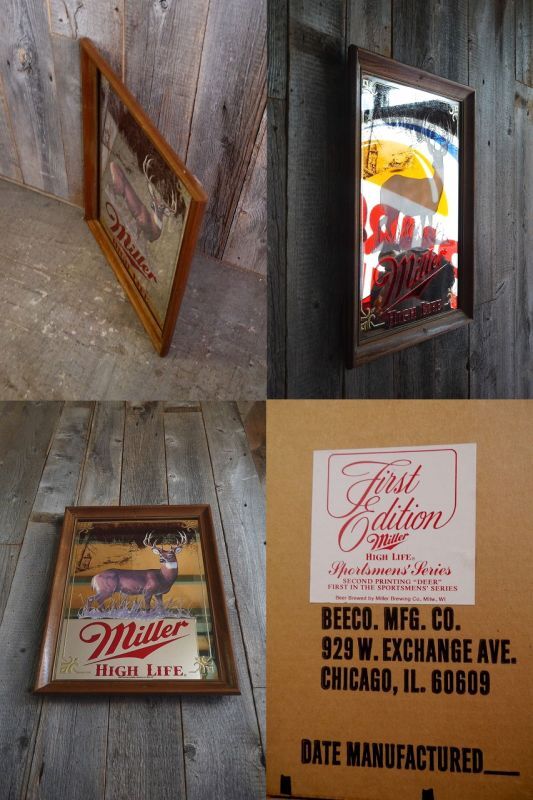 Miller
HIGH LIFE
Miller
HIGH LIFE
Miller
HIGH LIFE
First
Edition
Miller
HIGH LIFE®
Sportsmens' Series
SECOND PRINTING "DEER"
FIRST IN THE SPORTSMENS' SERIES
Beer Brewed by Miller Brewing Co., Milw., WI
BEECO. MFG. CO.
929 W. EXCHANGE AVE.
CHICAGO, IL. 60609
DATE MANUFACTURED